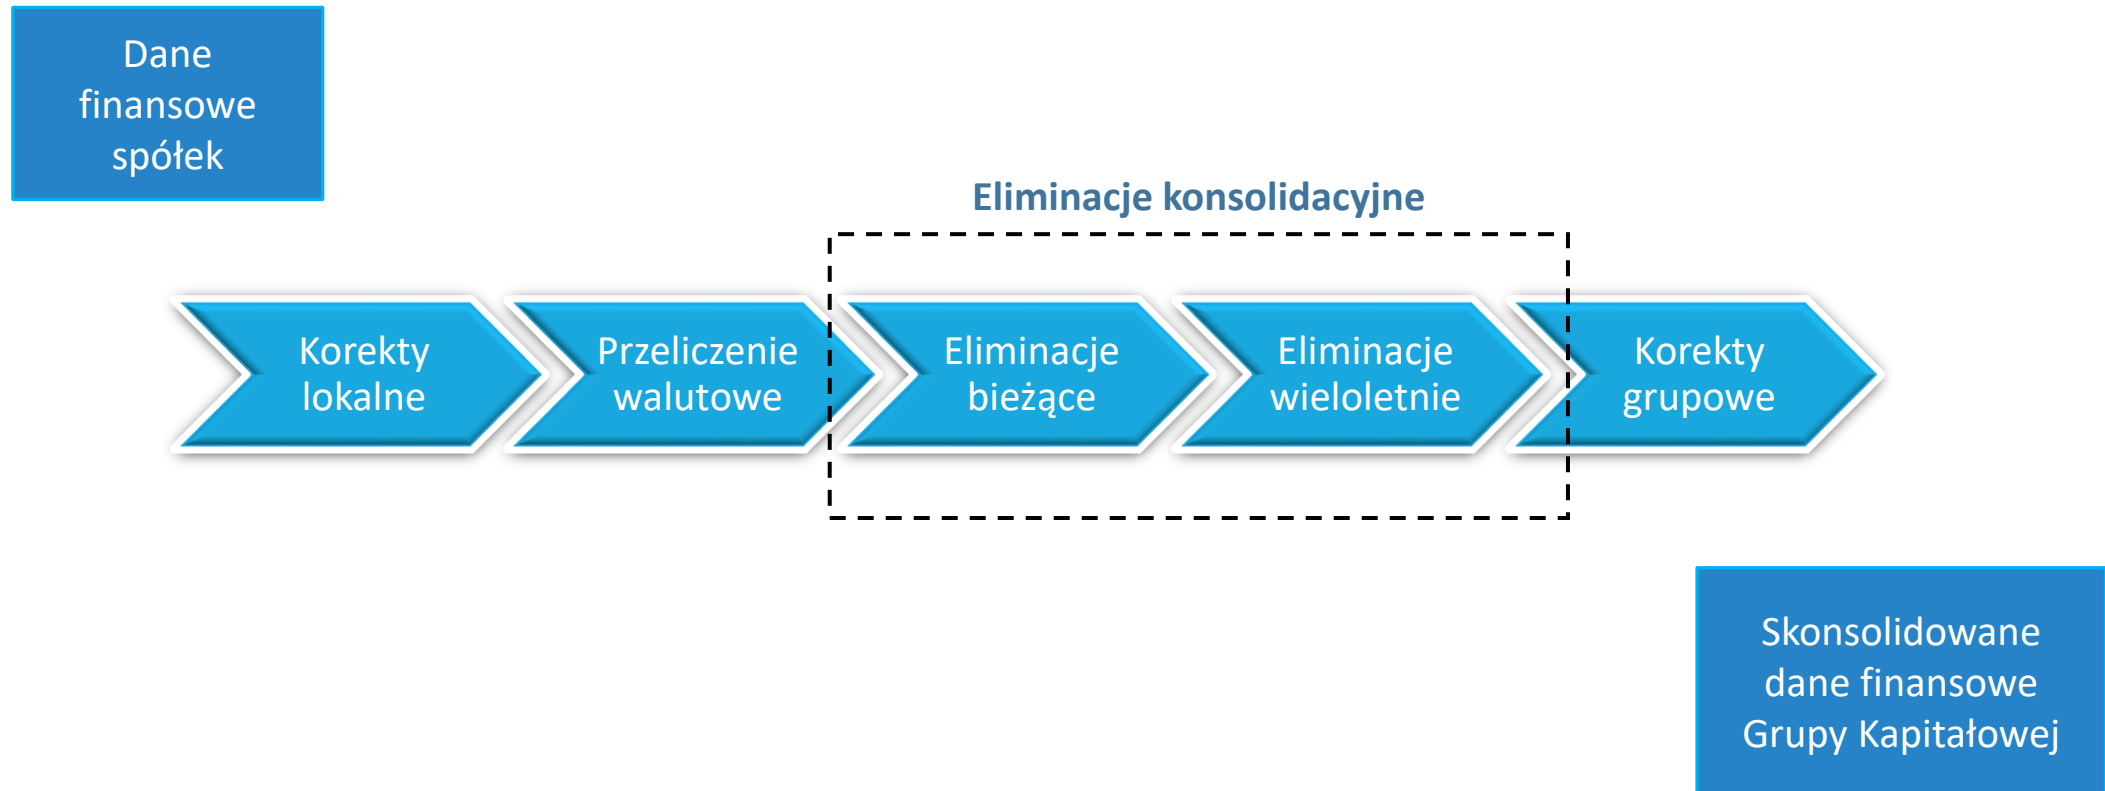 Dane
finansowe
spółek
Eliminacje konsolidacyjne
Korekty
lokalne
Przeliczenie
walutowe
Eliminacje
bieżące
Eliminacje
wieloletnie
Korekty
grupowe
Skonsolidowane
dane finansowe
Grupy Kapitałowej